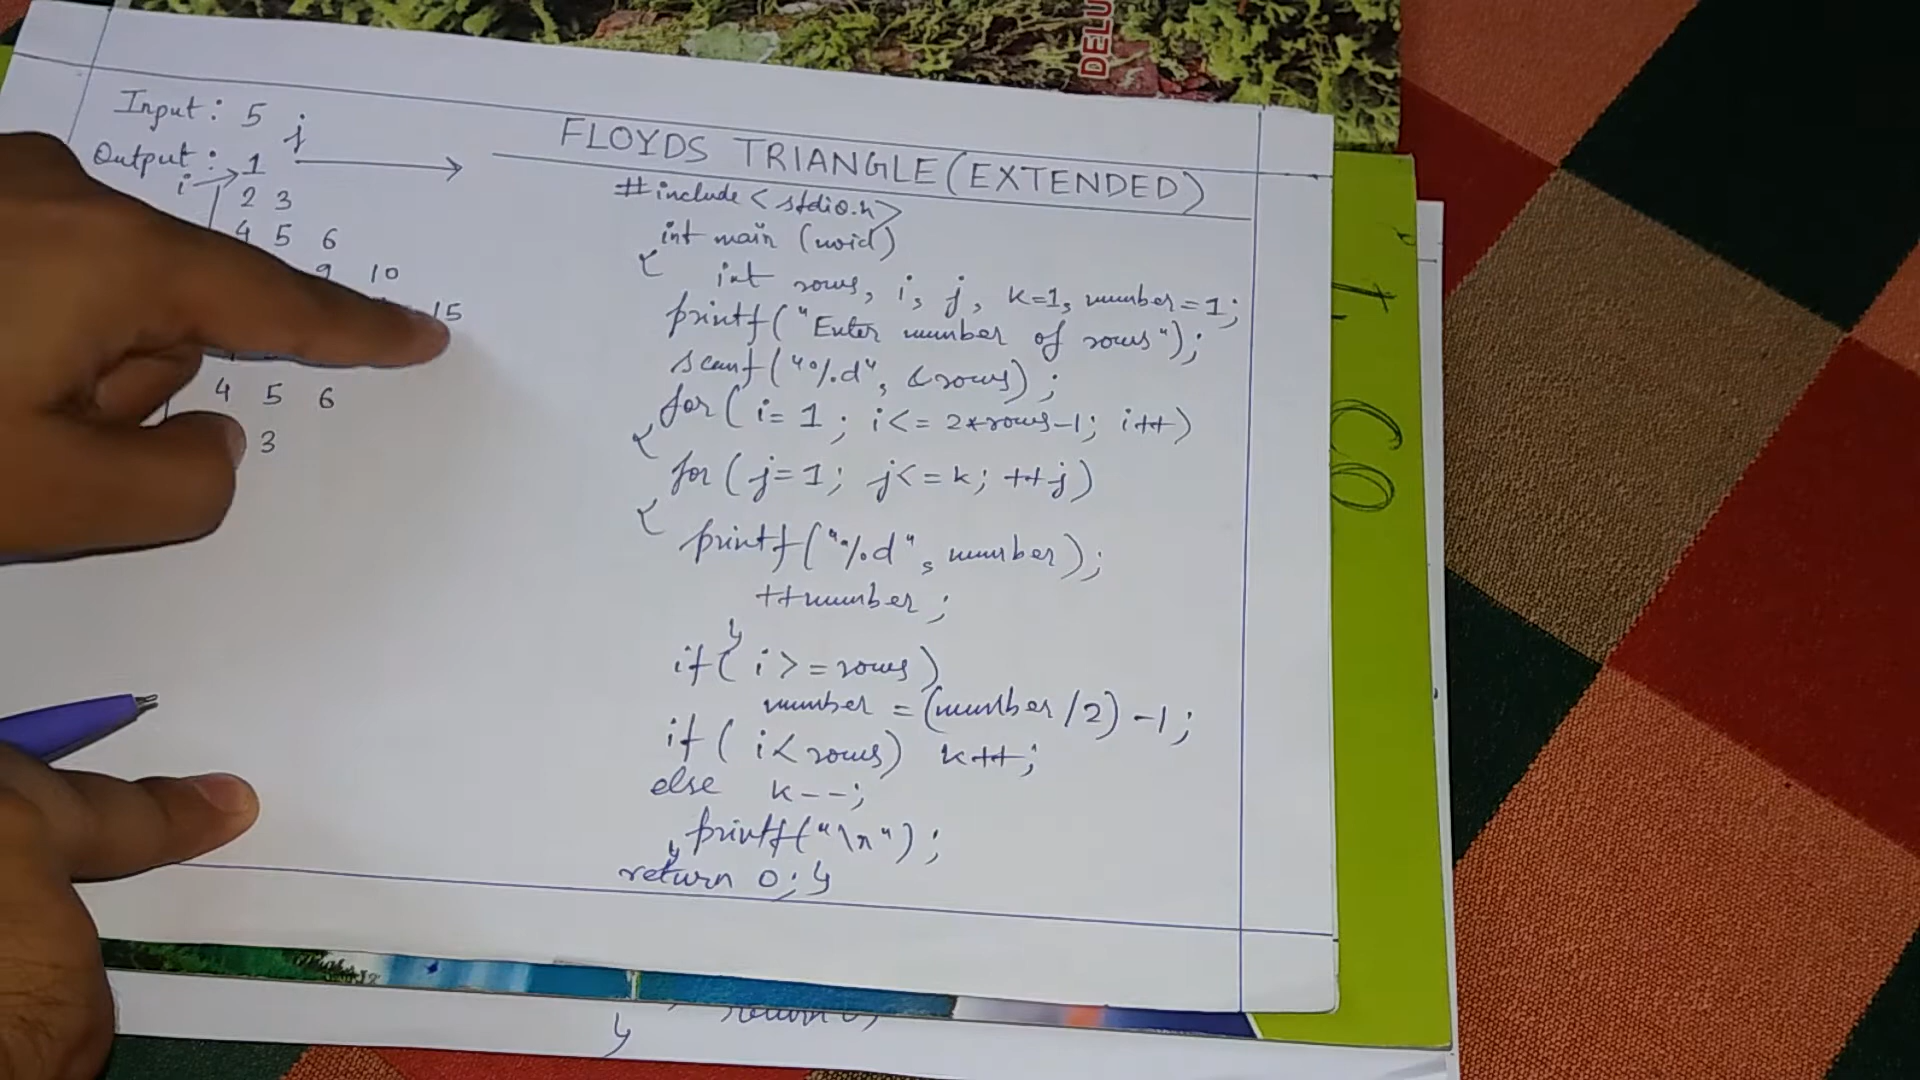 DELU
Input: 5
j
FLOYDS TRIANGLE (EXTENDED)
Output: 1
i
2 3
4 5 6
9 10
15
4 5 6
3
#include <stdio.h>
int main (void)
{
int rows, i, j, k=1, number=1;
printf("Enter number of rows");
scanf("%d", &rows);
for( i=1; i<=2*rows-1; i++)
{
for (j=1; j<=k; ++j)
{
printf("%d", number);
++number;
}
if( i>=rows)
number = (number/2) -1;
if( i<rows) k++;
else k--;
printf("\n");
}
return 0; }
}